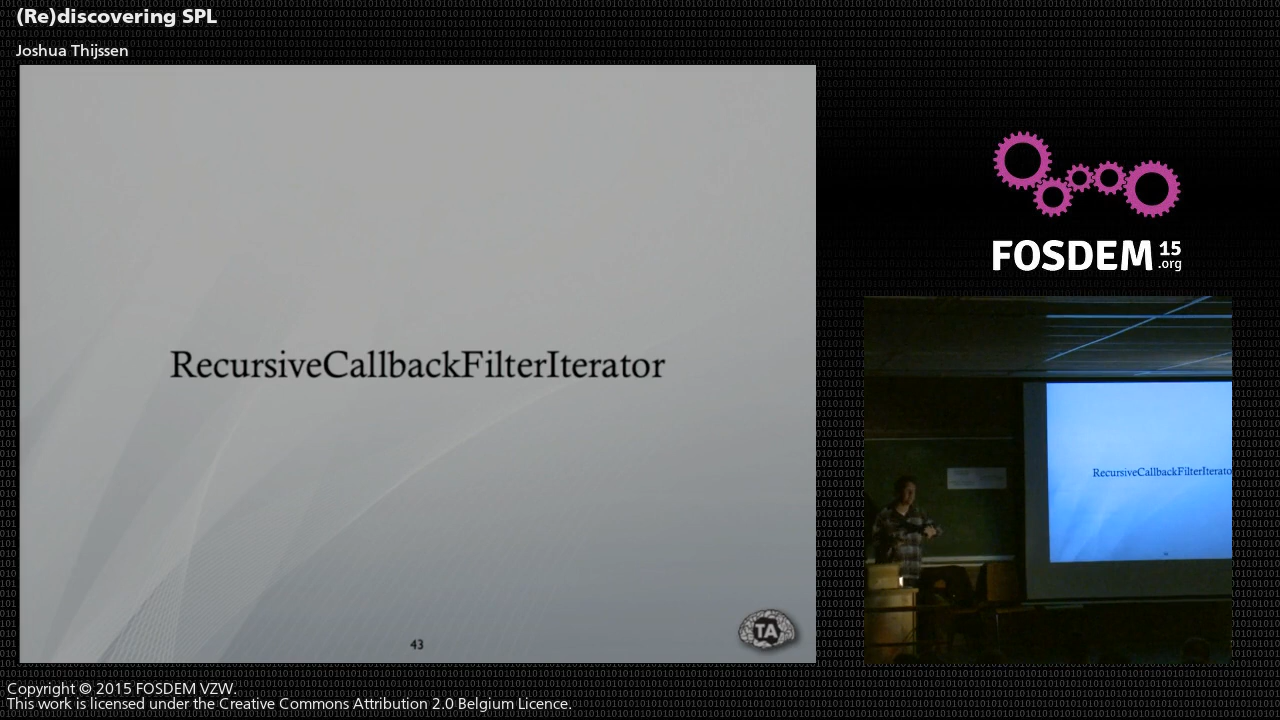 (Re)discovering SPL
Joshua Thijssen
RecursiveCallbackFilterIterator
43
TA
FOSDEM 15
.org
RecursiveCallbackFilterIterato
Copyright © 2015 FOSDEM VZW.
This work is licensed under the Creative Commons Attribution 2.0 Belgium Licence.